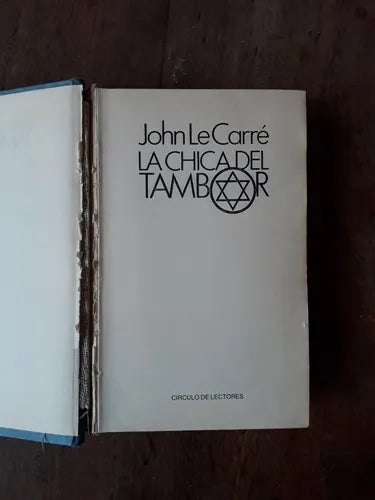 John Le Carré
LA CHICA DEL
TAMBOR
CIRCULO DE LECTORES